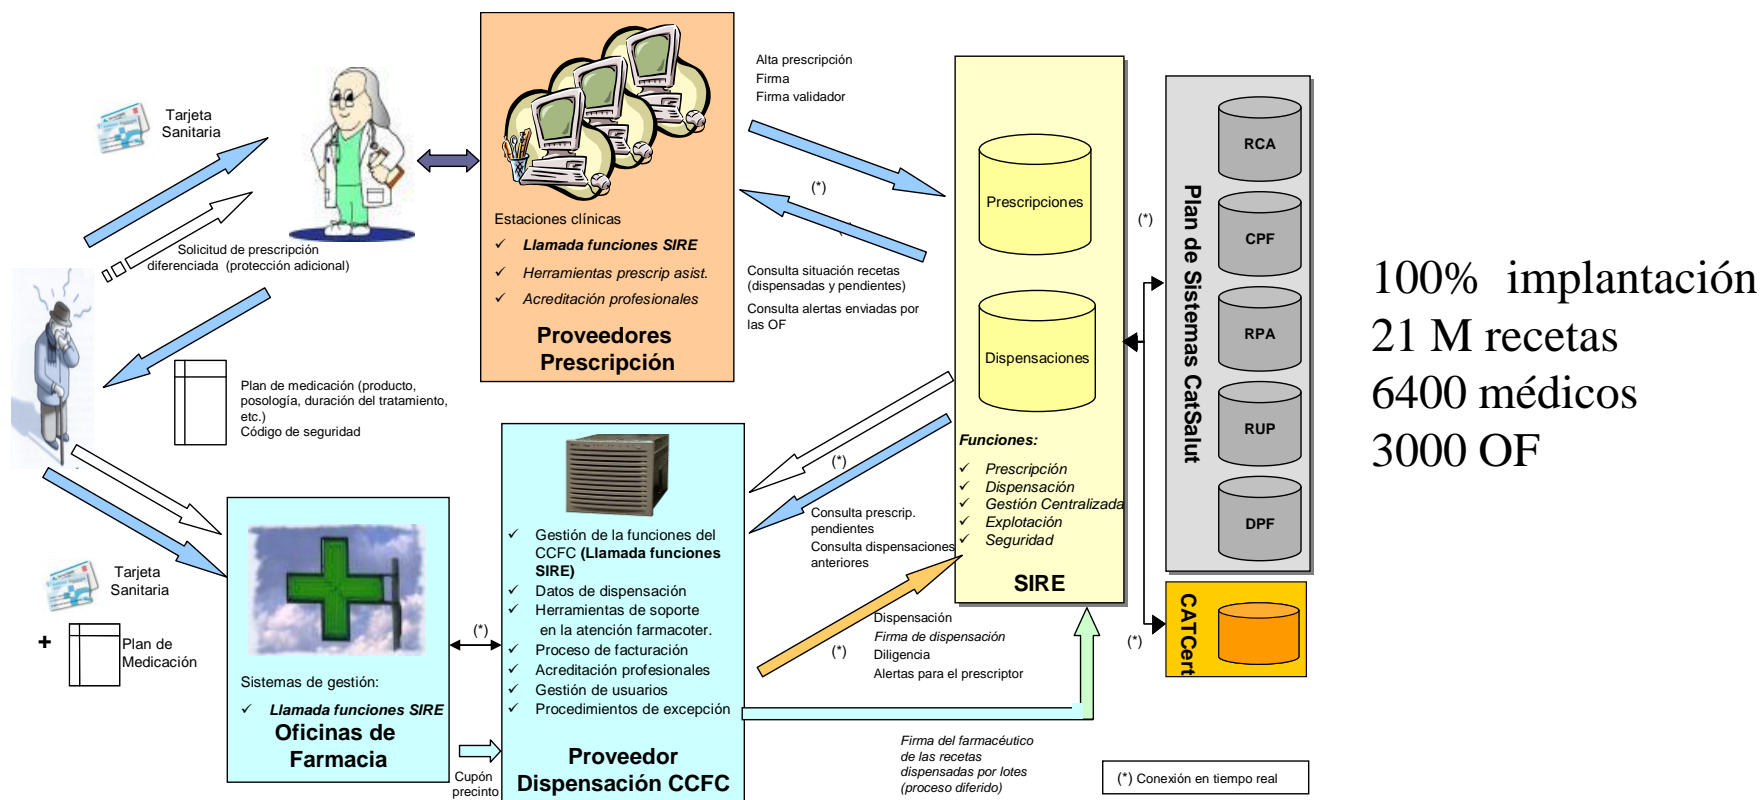 Tarjeta
Sanitaria
Solicitud de prescripción
diferenciada (protección adicional)
Plan de medicación (producto,
posología, duración del tratamiento,
etc.)
Código de seguridad
Tarjeta
Sanitaria
+
Plan de
Medicación
Estaciones clínicas
✓ Llamada funciones SIRE
✓ Herramientas prescrip asist.
✓ Acreditación profesionales
Proveedores
Prescripción
Alta prescripción
Firma
Firma validador
(*)
Consulta situación recetas
(dispensadas y pendientes)
Consulta alertas enviadas por
las OF
Sistemas de gestión:
✓ Llamada funciones SIRE
Oficinas de
Farmacia
(*)
Cupón
precinto
✓ Gestión de la funciones del
CCFC (Llamada funciones
SIRE)
✓ Datos de dispensación
✓ Herramientas de soporte
en la atención farmacoter.
✓ Proceso de facturación
✓ Acreditación profesionales
✓ Gestión de usuarios
✓ Procedimientos de excepción
Proveedor
Dispensación CCFC
(*)
Consulta prescrip.
pendientes
Consulta dispensaciones
anteriores
(*)
Dispensación
Firma de dispensación
Diligencia
Alertas para el prescriptor
Firma del farmacéutico
de las recetas
dispensadas por lotes
(proceso diferido)
Prescripciones
Dispensaciones
Funciones:
✓ Prescripción
✓ Dispensación
✓ Gestión Centralizada
✓ Explotación
✓ Seguridad
SIRE
(*)
(*)
Plan de Sistemas CatSalut
RCA
CPF
RPA
RUP
DPF
CATCert
(*) Conexión en tiempo real
100% implantación
21 M recetas
6400 médicos
3000 OF